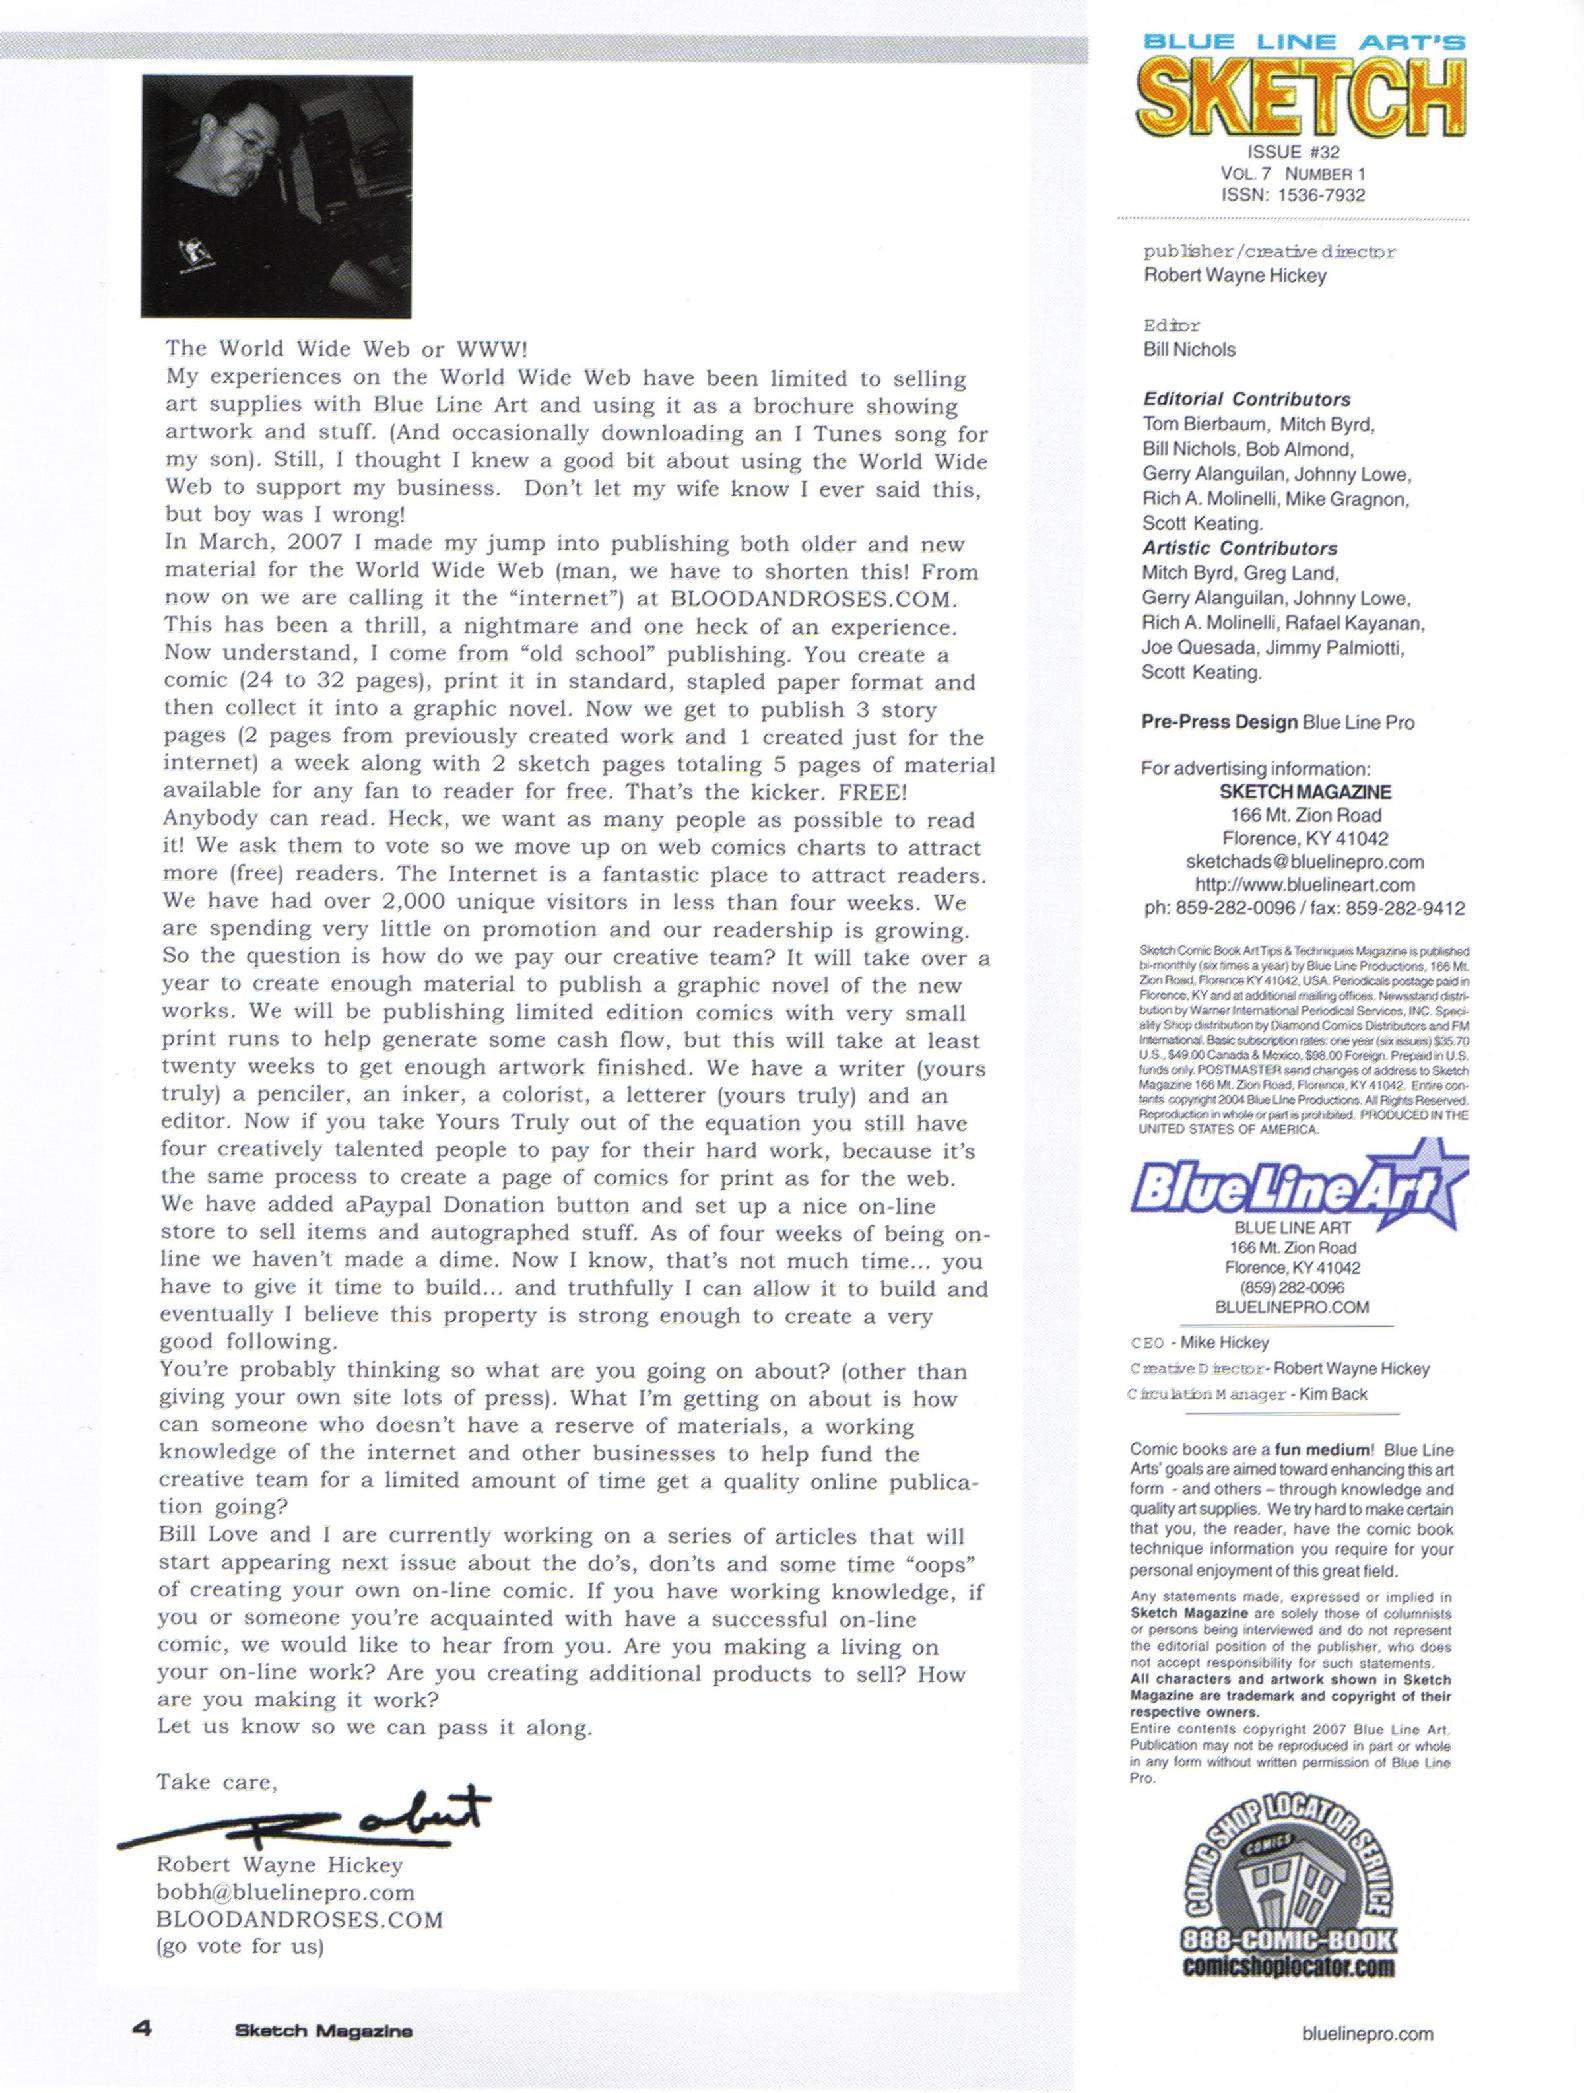 The World Wide Web or WWW!
My experiences on the World Wide Web have been limited to selling
art supplies with Blue Line Art and using it as a brochure showing
artwork and stuff. (And occasionally downloading an I Tunes song for
my son). Still, I thought I knew a good bit about using the World Wide
Web to support my business.  Don't let my wife know I ever said this,
but boy was I wrong!
In March, 2007 I made my jump into publishing both older and new
material for the World Wide Web (man, we have to shorten this! From
now on we are calling it the “internet”) at BLOODANDROSES.COM.
This has been a thrill, a nightmare and one heck of an experience.
Now understand, I come from “old school” publishing. You create a
comic (24 to 32 pages), print it in standard, stapled paper format and
then collect it into a graphic novel. Now we get to publish 3 story
pages (2 pages from previously created work and 1 created just for the
internet) a week along with 2 sketch pages totaling 5 pages of material
available for any fan to reader for free. That's the kicker. FREE!
Anybody can read. Heck, we want as many people as possible to read
it! We ask them to vote so we move up on web comics charts to attract
more (free) readers. The Internet is a fantastic place to attract readers.
We have had over 2,000 unique visitors in less than four weeks. We
are spending very little on promotion and our readership is growing.
So the question is how do we pay our creative team? It will take over a
year to create enough material to publish a graphic novel of the new
works. We will be publishing limited edition comics with very small
print runs to help generate some cash flow, but this will take at least
twenty weeks to get enough artwork finished. We have a writer (yours
truly) a penciler, an inker, a colorist, a letterer (yours truly) and an
editor. Now if you take Yours Truly out of the equation you still have
four creatively talented people to pay for their hard work, because it's
the same process to create a page of comics for print as for the web.
We have added aPaypal Donation button and set up a nice on-line
store to sell items and autographed stuff. As of four weeks of being on-
line we haven't made a dime. Now I know, that's not much time... you
have to give it time to build... and truthfully I can allow it to build and
eventually I believe this property is strong enough to create a very
good following.
You're probably thinking so what are you going on about? (other than
giving your own site lots of press). What I'm getting on about is how
can someone who doesn't have a reserve of materials, a working
knowledge of the internet and other businesses to help fund the
creative team for a limited amount of time get a quality online publica-
tion going?
Bill Love and I are currently working on a series of articles that will
start appearing next issue about the do's, don'ts and some time “oops”
of creating your own on-line comic. If you have working knowledge, if
you or someone you're acquainted with have a successful on-line
comic, we would like to hear from you. Are you making a living on
your on-line work? Are you creating additional products to sell? How
are you making it work?
Let us know so we can pass it along.
Take care,
Robert
Robert Wayne Hickey
bobh@bluelinepro.com
BLOODANDROSES.COM
(go vote for us)
4 Sketch Magazine
BLUE LINE ART'S
SKETCH
ISSUE #32
VOL. 7 NUMBER 1
ISSN: 1536-7932
publisher/creative director
Robert Wayne Hickey
Editor
Bill Nichols
Editorial Contributors
Tom Bierbaum, Mitch Byrd,
Bill Nichols, Bob Almond,
Gerry Alanguilan, Johnny Lowe,
Rich A. Molinelli, Mike Gragnon,
Scott Keating.
Artistic Contributors
Mitch Byrd, Greg Land,
Gerry Alanguilan, Johnny Lowe,
Rich A. Molinelli, Rafael Kayanan,
Joe Quesada, Jimmy Palmiotti,
Scott Keating.
Pre-Press Design Blue Line Pro
For advertising information:
SKETCH MAGAZINE
166 Mt. Zion Road
Florence, KY 41042
sketchads@bluelinepro.com
http://www.bluelineart.com
ph: 859-282-0096 / fax: 859-282-9412
Sketch Comic Book Art Tips & Techniques Magazine is published
bi-monthly (six times a year) by Blue Line Productions, 166 Mt.
Zion Road, Florence KY 41042, USA. Periodicals postage paid in
Florence, KY and at additional mailing offices. Newsstand distri-
bution by Warner International Periodical Services, INC. Speci-
ality Shop distribution by Diamond Comics Distributors and FM
International. Basic subscription rates: one year (six issues) $35.70
U.S., $49.00 Canada & Mexico, $98.00 Foreign. Prepaid in U.S.
funds only. POSTMASTER send changes of address to Sketch
Magazine 166 Mt. Zion Road, Florence, KY 41042. Entire con-
tents copyright 2004 Blue Line Productions. All Rights Reserved.
Reproduction in whole or part is prohibited. PRODUCED IN THE
UNITED STATES OF AMERICA.
Blue Line Art
BLUE LINE ART
166 Mt. Zion Road
Florence, KY 41042
(859) 282-0096
BLUELINEPRO.COM
CEO - Mike Hickey
Creative Director- Robert Wayne Hickey
Circulation Manager - Kim Back
Comic books are a fun medium! Blue Line
Arts' goals are aimed toward enhancing this art
form - and others – through knowledge and
quality art supplies. We try hard to make certain
that you, the reader, have the comic book
technique information you require for your
personal enjoyment of this great field.
Any statements made, expressed or implied in
Sketch Magazine are solely those of columnists
or persons being interviewed and do not represent
the editorial position of the publisher, who does
not accept responsibility for such statements.
All characters and artwork shown in Sketch
Magazine are trademark and copyright of their
respective owners.
Entire contents copyright 2007 Blue Line Art.
Publication may not be reproduced in part or whole
in any form without written permission of Blue Line
Pro.
COMIC SHOP LOCATOR SERVICE
COMICS
888-COMIC-BOOK
comicshoplocator.com
bluelinepro.com